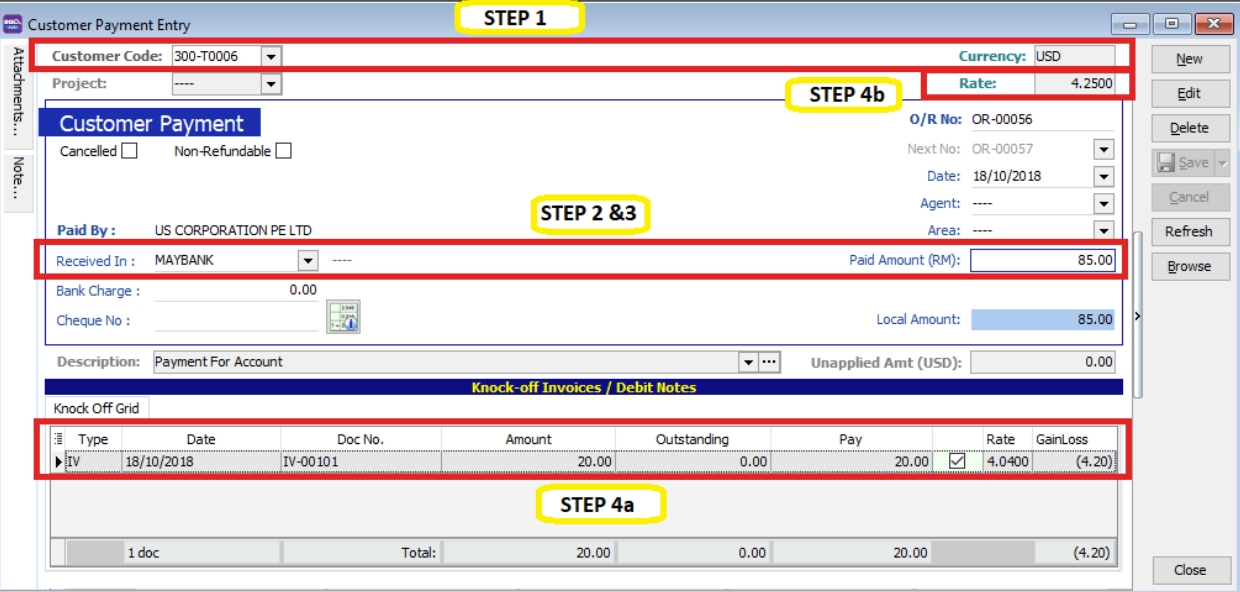 STEP 1
Customer Payment Entry
Attachments...
Note...
Customer Code: 300-T0006 Currency: USD
Project: ---- Rate: 4.2500
STEP 4b
Customer Payment
O/R No: OR-00056
Cancelled Non-Refundable
Next No: OR-00057
Date: 18/10/2018
Agent: ----
STEP 2 &3
Paid By : US CORPORATION PE LTD Area: ----
Received In : MAYBANK ---- Paid Amount (RM): 85.00
Bank Charge : 0.00
Cheque No : Local Amount: 85.00
Description: Payment For Account ... Unapplied Amt (USD): 0.00
Knock-off Invoices / Debit Notes
Knock Off Grid
Type Date Doc No. Amount Outstanding Pay Rate GainLoss
IV 18/10/2018 IV-00101 20.00 0.00 20.00 4.0400 (4.20)
STEP 4a
1 doc Total: 20.00 0.00 20.00 (4.20)
New
Edit
Delete
Save
Cancel
Refresh
Browse
Close